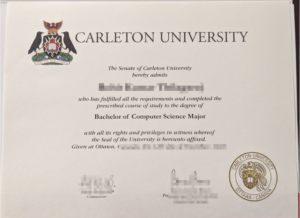 CARLETON UNIVERSITY
The Senate of Carleton University
hereby admits
who has fulfilled all the requirements and completed the
prescribed course of study to the degree of
Bachelor of Computer Science Major
with all its rights and privileges in witness whereof
the Seal of the University is hereunto affixed.
Given at Ottawa,
CARLETON UNIVERSITY